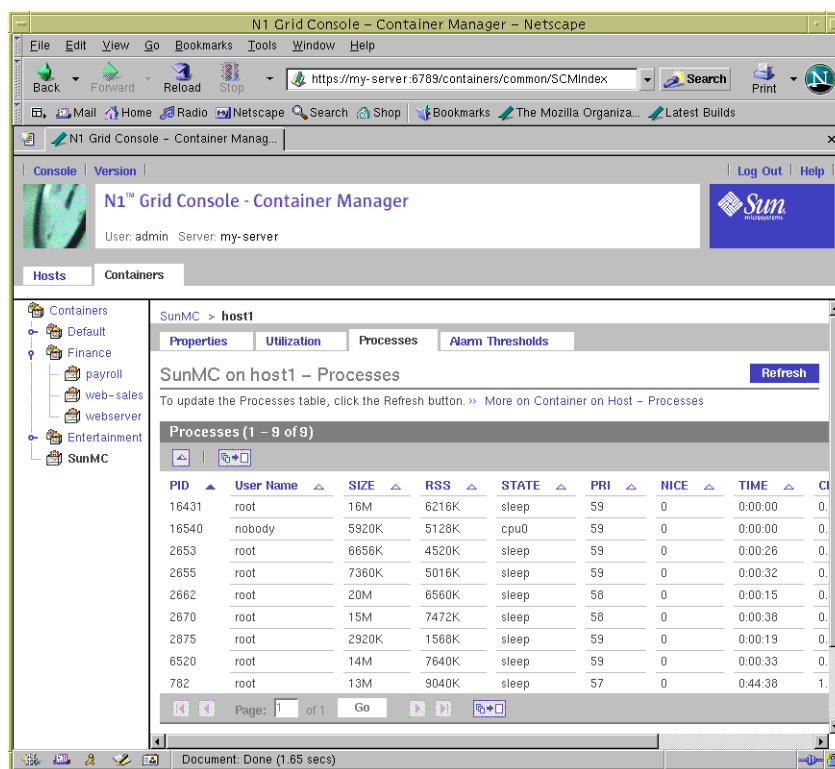 N1 Grid Console – Container Manager – Netscape
File Edit View Go Bookmarks Tools Window Help
Back Forward Reload Stop https://my-server:6789/containers/common/SCMIndex Search Print N
Mail Home Radio Netscape Search Shop Bookmarks The Mozilla Organiza... Latest Builds
N1 Grid Console – Container Manag...
Console Version Log Out Help
N1™ Grid Console - Container Manager
Sun
microsystems
User: admin Server: my-server
Hosts Containers
Containers
Default
Finance
payroll
web-sales
webserver
Entertainment
SunMC
SunMC > host1
Properties Utilization Processes Alarm Thresholds
SunMC on host1 – Processes Refresh
To update the Processes table, click the Refresh button. ›› More on Container on Host – Processes
Processes (1 – 9 of 9)
PID User Name SIZE RSS STATE PRI NICE TIME
16431 root 16M 6216K sleep 59 0 0:00:00 0.
16540 nobody 5920K 5128K cpu0 59 0 0:00:00 0.
2653 root 6656K 4520K sleep 59 0 0:00:26 0.
2655 root 7360K 5016K sleep 59 0 0:00:32 0.
2662 root 20M 6560K sleep 58 0 0:00:15 0.
2670 root 15M 7472K sleep 58 0 0:00:38 0.
2875 root 2920K 1568K sleep 59 0 0:00:19 0.
6520 root 14M 7640K sleep 59 0 0:00:33 0.
782 root 13M 9040K sleep 57 0 0:44:38 1.
Page: 1 of 1 Go
Document: Done (1.65 secs)